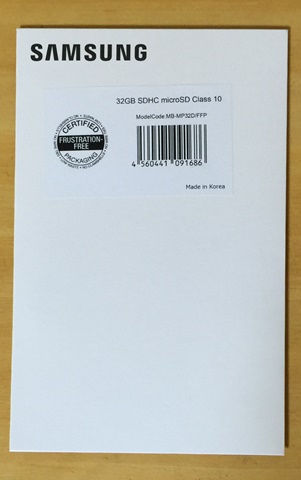 SAMSUNG
32GB SDHC microSD Class 10
ModelCode MB-MP32D/FFP
CERTIFIED
FRUSTRATION-
FREE
PACKAGING
4 560441 091686
Made in Korea